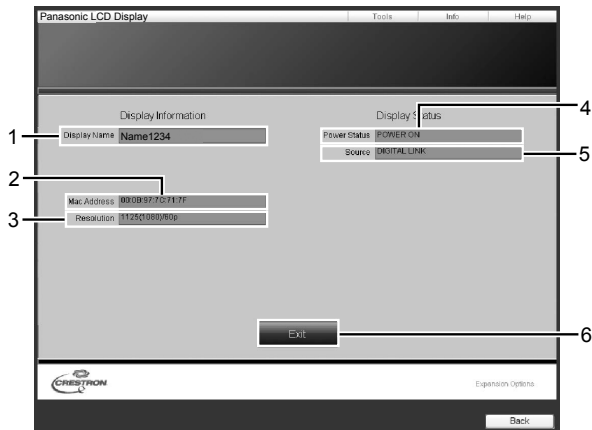 Panasonic LCD Display
Tools Info Help
Display Information
Display Status
1 Display Name Name1234
Power Status POWER ON 4
Source DIGITAL LINK 5
2
Mac Address 00:0B:97:7C:71:7F
3 Resolution 1125(1080)/60p
Exit 6
CRESTRON
Expansion Options
Back